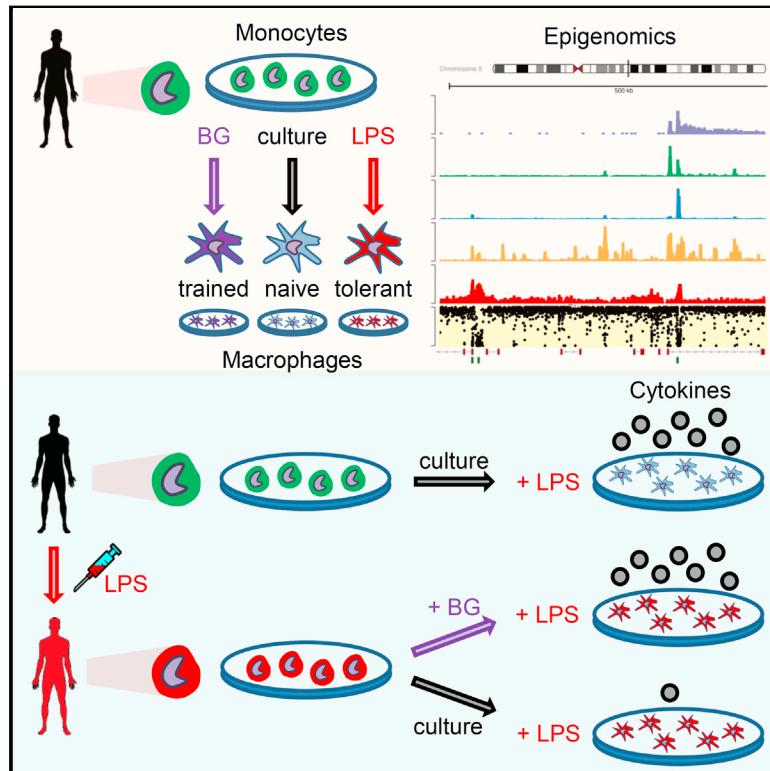 Monocytes
Epigenomics
Chromosome 8
500 kb
BG culture LPS
trained naive tolerant
Macrophages
Cytokines
culture
+ LPS
LPS
+ BG
+ LPS
culture
+ LPS